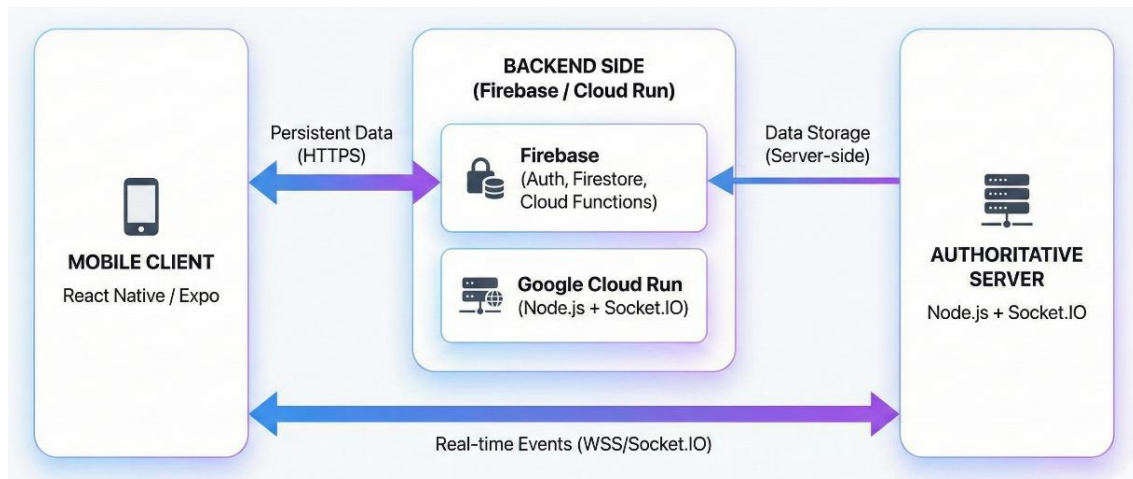 BACKEND SIDE
(Firebase / Cloud Run)
Persistent Data
(HTTPS)
Data Storage
(Server-side)
Firebase
(Auth, Firestore,
Cloud Functions)
MOBILE CLIENT
React Native / Expo
Google Cloud Run
(Node.js + Socket.IO)
AUTHORITATIVE
SERVER
Node.js + Socket.IO
Real-time Events (WSS/Socket.IO)